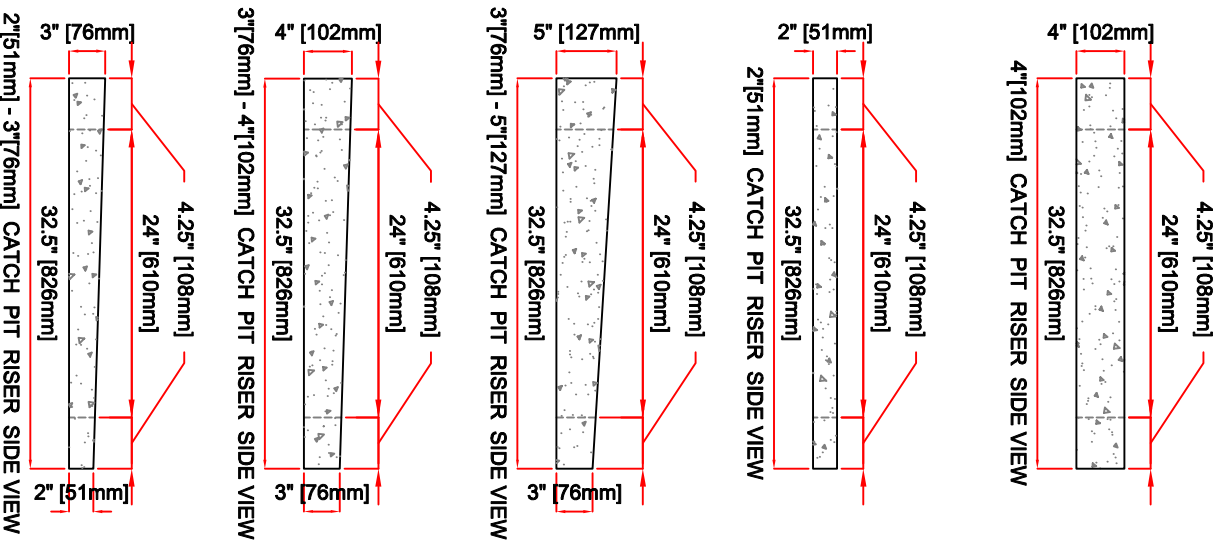 4" [102mm]
4.25" [108mm]
24" [610mm]
32.5" [826mm]
4"[102mm] CATCH PIT RISER SIDE VIEW
2" [51mm]
4.25" [108mm]
24" [610mm]
32.5" [826mm]
2"[51mm] CATCH PIT RISER SIDE VIEW
5" [127mm]
4.25" [108mm]
24" [610mm]
32.5" [826mm]
3" [76mm]
3"[76mm] - 5"[127mm] CATCH PIT RISER SIDE VIEW
4" [102mm]
4.25" [108mm]
24" [610mm]
32.5" [826mm]
3" [76mm]
3"[76mm] - 4"[102mm] CATCH PIT RISER SIDE VIEW
3" [76mm]
4.25" [108mm]
24" [610mm]
32.5" [826mm]
2" [51mm]
2"[51mm] - 3"[76mm] CATCH PIT RISER SIDE VIEW